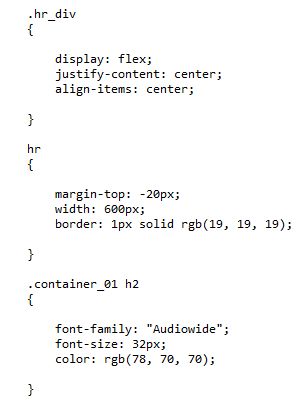 .hr_div
{
display: flex;
justify-content: center;
align-items: center;
}
hr
{
margin-top: -20px;
width: 600px;
border: 1px solid rgb(19, 19, 19);
}
.container_01 h2
{
font-family: "Audiowide";
font-size: 32px;
color: rgb(78, 70, 70);
}